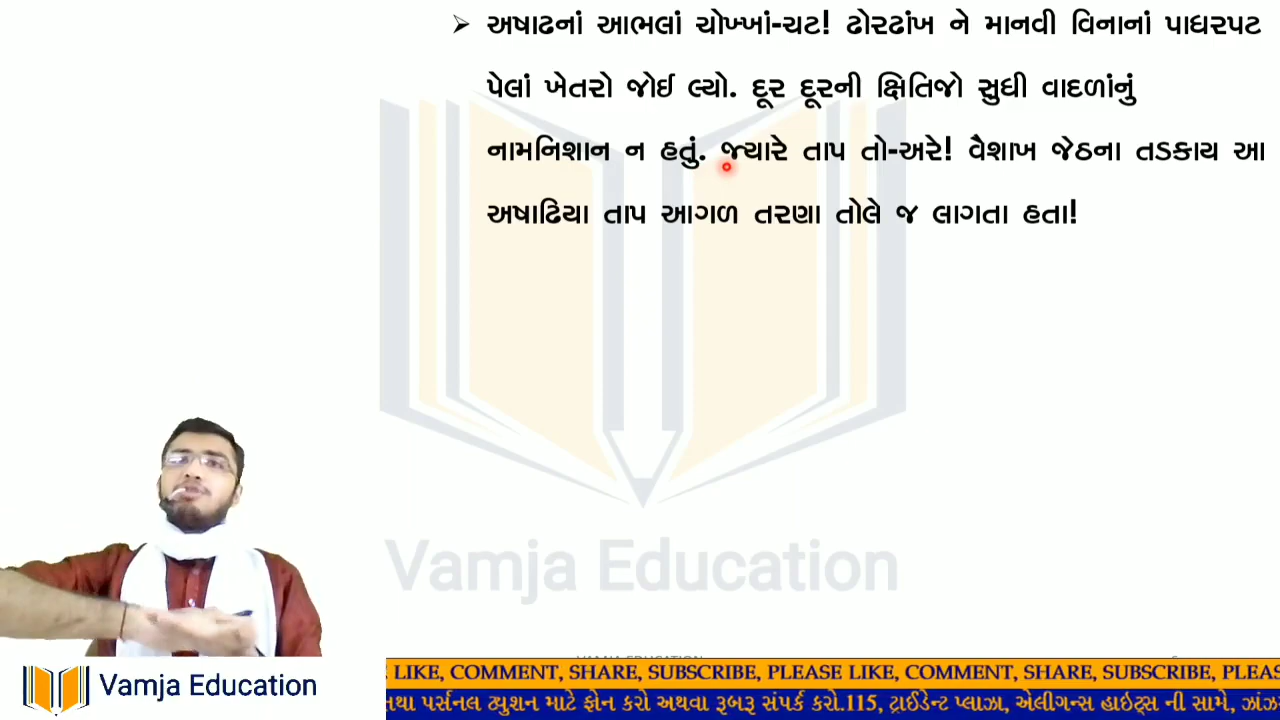 ➤ અષાઢનાં આભલાં ચોખ્ખાં-ચટ! ઢોરઢાંખ ને માનવી વિનાનાં પાધરપટ
પેલાં ખેતરો જોઈ લ્યો. દૂર દૂરની ક્ષિતિજો સુધી વાદળાંનું
નામનિશાન ન હતું. જ્યારે તાપ તો-અરે! વૈશાખ જેઠના તડકાય આ
અષાઢિયા તાપ આગળ તરણા તોલે જ લાગતા હતા!
Vamja Education
Vamja Education
LIKE, COMMENT, SHARE, SUBSCRIBE, PLEASE LIKE, COMMENT, SHARE, SUBSCRIBE, PLEAS
તથા પર્સનલ ટ્યુશન માટે ફોન કરો અથવા રૂબરૂ સંપર્ક કરો.115, ટ્રાઈડેન્ટ પ્લાઝા, એલીગન્સ હાઇટ્સ ની સામે, ઝાંઝ